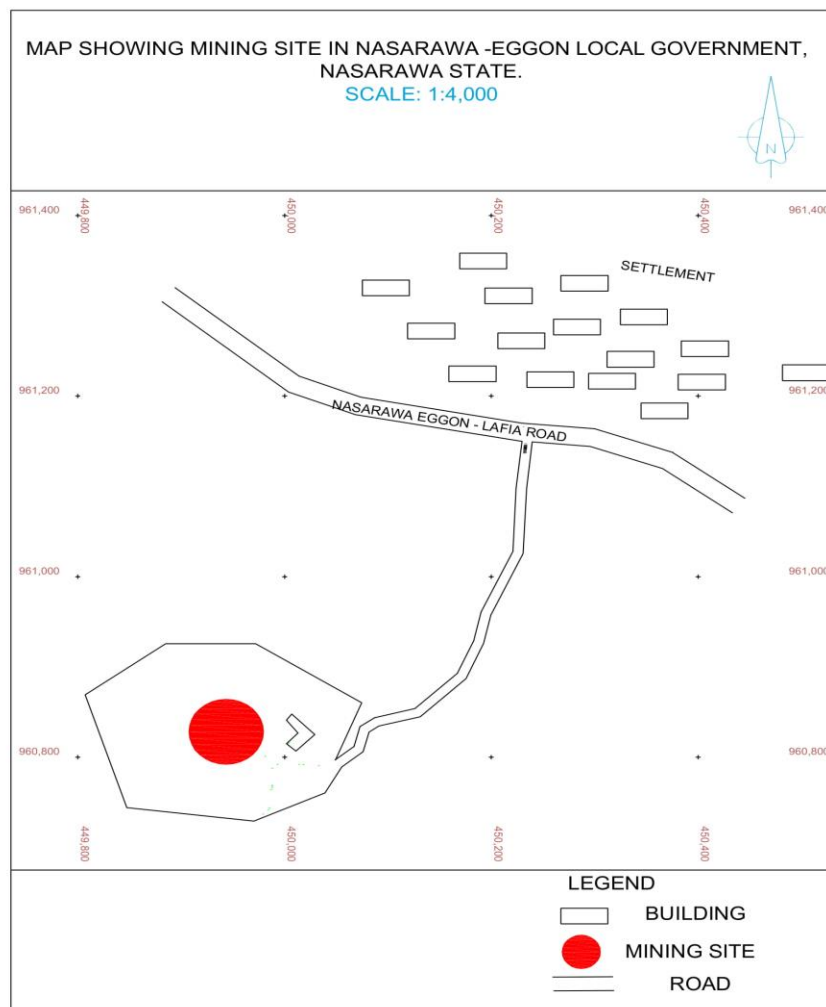 MAP SHOWING MINING SITE IN NASARAWA -EGGON LOCAL GOVERNMENT,
NASARAWA STATE.
SCALE: 1:4,000
N
961,400
449,800
450,000
450,200
450,400
961,400
SETTLEMENT
961,200
NASARAWA EGGON - LAFIA ROAD
961,200
961,000
961,000
960,800
960,800
449,800
450,000
450,200
450,400
LEGEND
BUILDING
MINING SITE
ROAD